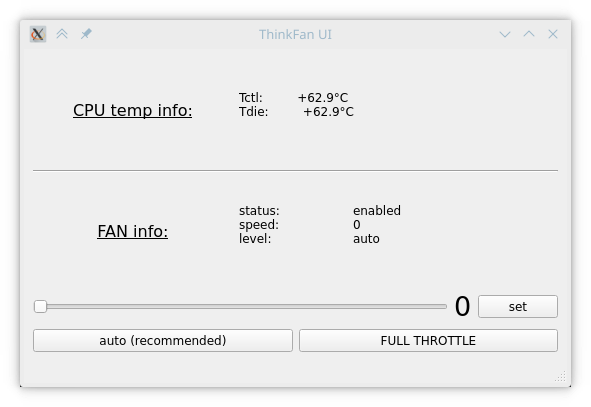 ThinkFan UI
CPU temp info:
Tctl: +62.9°C
Tdie: +62.9°C
FAN info:
status: enabled
speed: 0
level: auto
0 set
auto (recommended) FULL THROTTLE